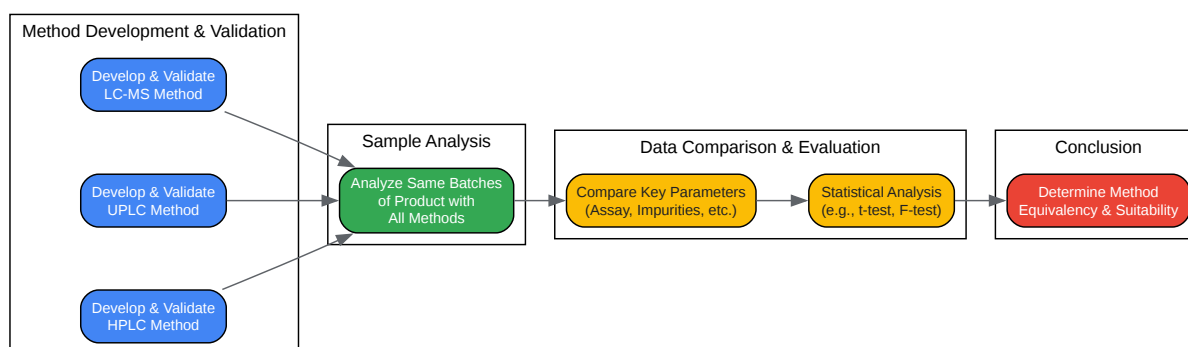 Method Development & Validation
Develop & Validate
LC-MS Method
Develop & Validate
UPLC Method
Develop & Validate
HPLC Method
Sample Analysis
Analyze Same Batches
of Product with
All Methods
Data Comparison & Evaluation
Compare Key Parameters
(Assay, Impurities, etc.)
Statistical Analysis
(e.g., t-test, F-test)
Conclusion
Determine Method
Equivalency & Suitability